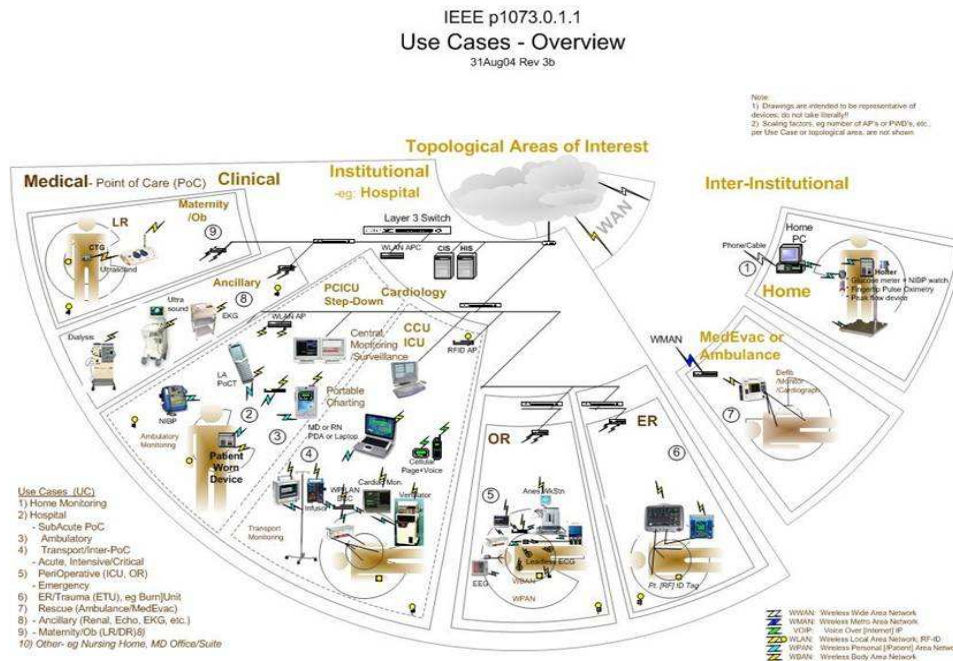 IEEE p1073.0.1.1
Use Cases - Overview
31Aug04 Rev 3b
Note:
1) Drawings are intended to be representative of
devices; do not take literally!!
2) Scaling factors, eg number of AP's or PWD's, etc.,
per Use Case or topological area, are not shown
Topological Areas of Interest
Medical- Point of Care (PoC)
Clinical
Institutional
-eg: Hospital
Inter-Institutional
WAN
Maternity
/Ob
9
LR
CTG
Ultrasound
Layer 3 Switch
WLAN APC
CIS
HIS
Home
PC
Phone/Cable
1
Holter
Glucose meter + NIBP watch
Fingertip Pulse Oximetry
Peak flow device
Home
Ancillary
8
Ultra
sound
EKG
Dialysis
PCICU
Step-Down
Cardiology
WLAN AP
Central
Monitoring
/Surveillance
CCU
ICU
RFID AP
WMAN
MedEvac or
Ambulance
Defib
/Monitor
/Cardiograph
7
LA
PoCT
NIBP
2
Portable
Charting
3
MD or RN
PDA or Laptop
Ambulatory
Monitoring
Patient
Worn
Device
4
Cellular
Page+Voice
Cardiac Mon.
Infusion
Ventilator
Transport
Monitoring
OR
ER
5
6
Anes WkStn
Leadless ECG
EEG
WBAN
WPAN
Pt. [RF] ID Tag
Use Cases (UC)
1) Home Monitoring
2) Hospital
- SubAcute PoC
3) Ambulatory
4) Transport/Inter-PoC
- Acute, Intensive/Critical
5) PeriOperative (ICU, OR)
- Emergency
6) ER/Trauma (ETU), eg Burn]Unit
7) Rescue (Ambulance/MedEvac)
8) - Ancillary (Renal, Echo, EKG, etc.)
9) - Maternity/Ob (LR/DR)8)
10) Other- eg Nursing Home, MD Office/Suite
WWAN: Wireless Wide Area Network
WMAN: Wireless Metro Area Network
VOIP: Voice Over [Internet] IP
WLAN: Wireless Local Area Network; RF-ID
WPAN: Wireless Personal [/Patient] Area Network
WBAN: Wireless Body Area Network